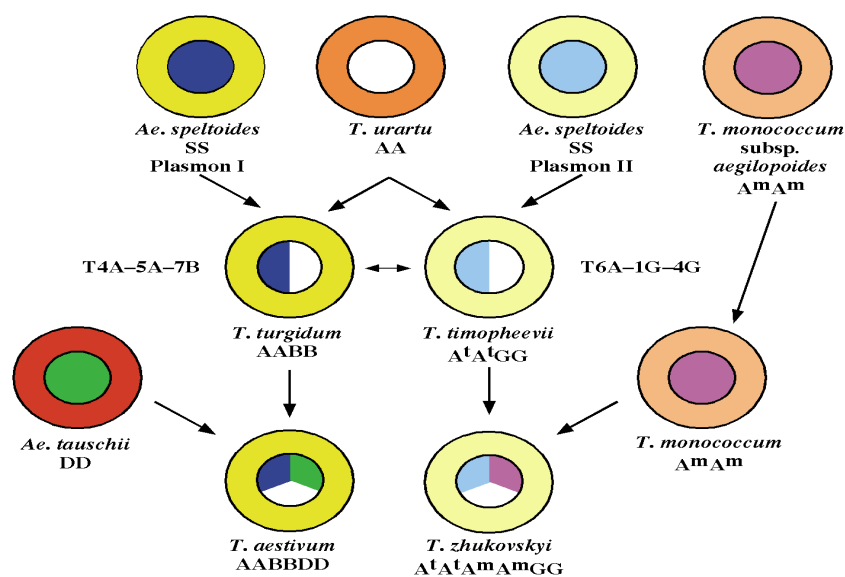 Ae. speltoides
SS
Plasmon I
T. urartu
AA
Ae. speltoides
SS
Plasmon II
T. monococcum
subsp.
aegilopoides
AᵐAᵐ
T4A–5A–7B
T6A–1G–4G
T. turgidum
AABB
T. timopheevii
AᵗAᵗGG
Ae. tauschii
DD
T. monococcum
AᵐAᵐ
T. aestivum
AABBDD
T. zhukovskyi
AᵗAᵗAᵐAᵐGG